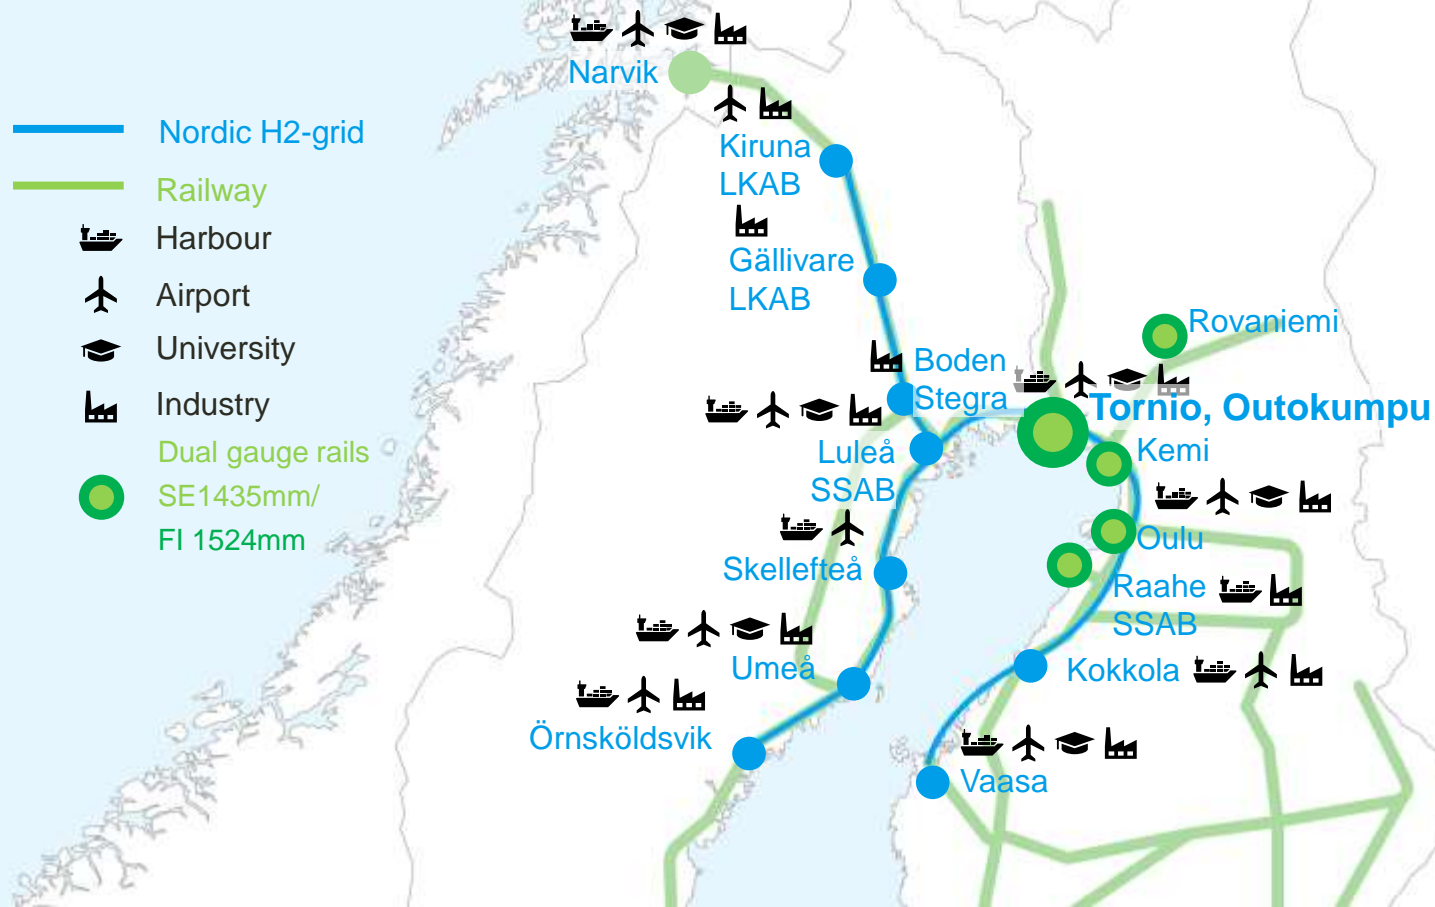 Nordic H2-grid
Railway
Harbour
Airport
University
Industry
Dual gauge rails
SE1435mm/
FI 1524mm
Narvik
Kiruna
LKAB
Gällivare
LKAB
Boden
Stegra
Luleå
SSAB
Skellefteå
Umeå
Örnsköldsvik
Rovaniemi
Tornio, Outokumpu
Kemi
Oulu
Raahe
SSAB
Kokkola
Vaasa